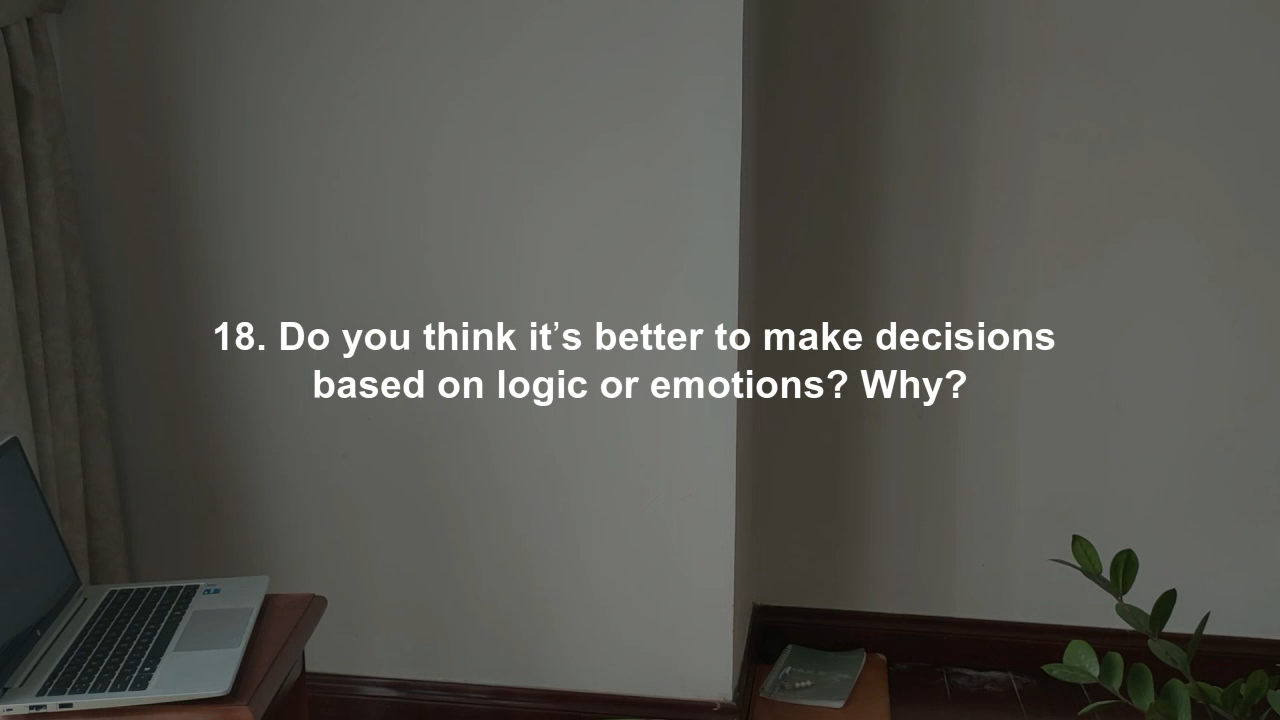 18. Do you think it’s better to make decisions
based on logic or emotions? Why?